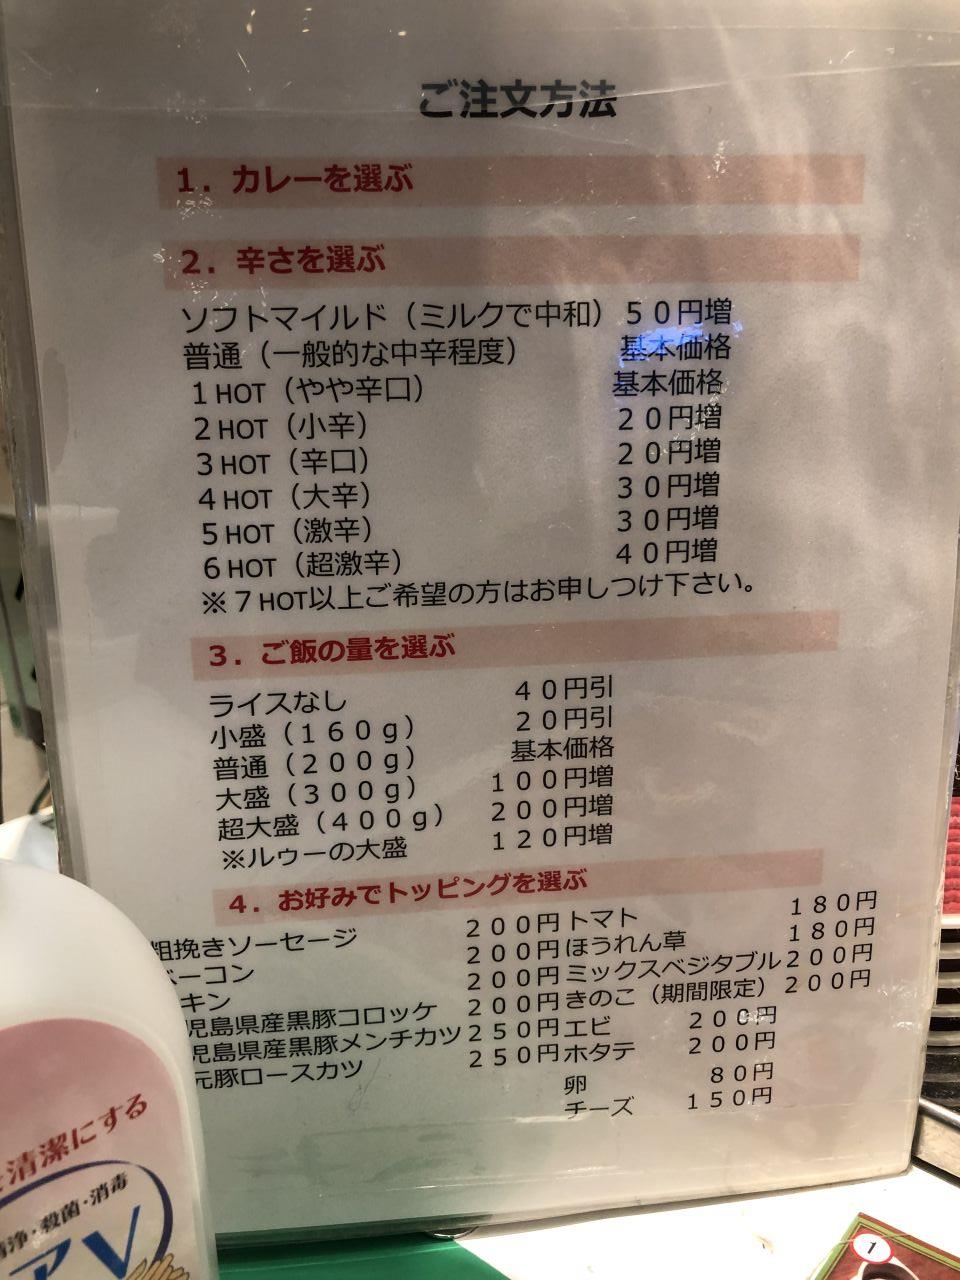 ご注文方法
1．カレーを選ぶ
2．辛さを選ぶ
ソフトマイルド（ミルクで中和） 50円増
普通（一般的な中辛程度） 基本価格
1HOT（やや辛口） 基本価格
2HOT（小辛） 20円増
3HOT（辛口） 20円増
4HOT（大辛） 30円増
5HOT（激辛） 30円増
6HOT（超激辛） 40円増
※7HOT以上ご希望の方はお申しつけ下さい。
3．ご飯の量を選ぶ
ライスなし 40円引
小盛（160g） 20円引
普通（200g） 基本価格
大盛（300g） 100円増
超大盛（400g） 200円増
※ルゥーの大盛 120円増
4．お好みでトッピングを選ぶ
粗挽きソーセージ 200円 トマト 180円
ベーコン 200円 ほうれん草 180円
キン 200円 ミックスベジタブル 200円
児島県産黒豚コロッケ 200円 きのこ（期間限定） 200円
児島県産黒豚メンチカツ 250円 エビ 200円
元豚ロースカツ 250円 ホタテ 200円
卵 80円
チーズ 150円
清潔にする
浄・殺菌・消毒
1